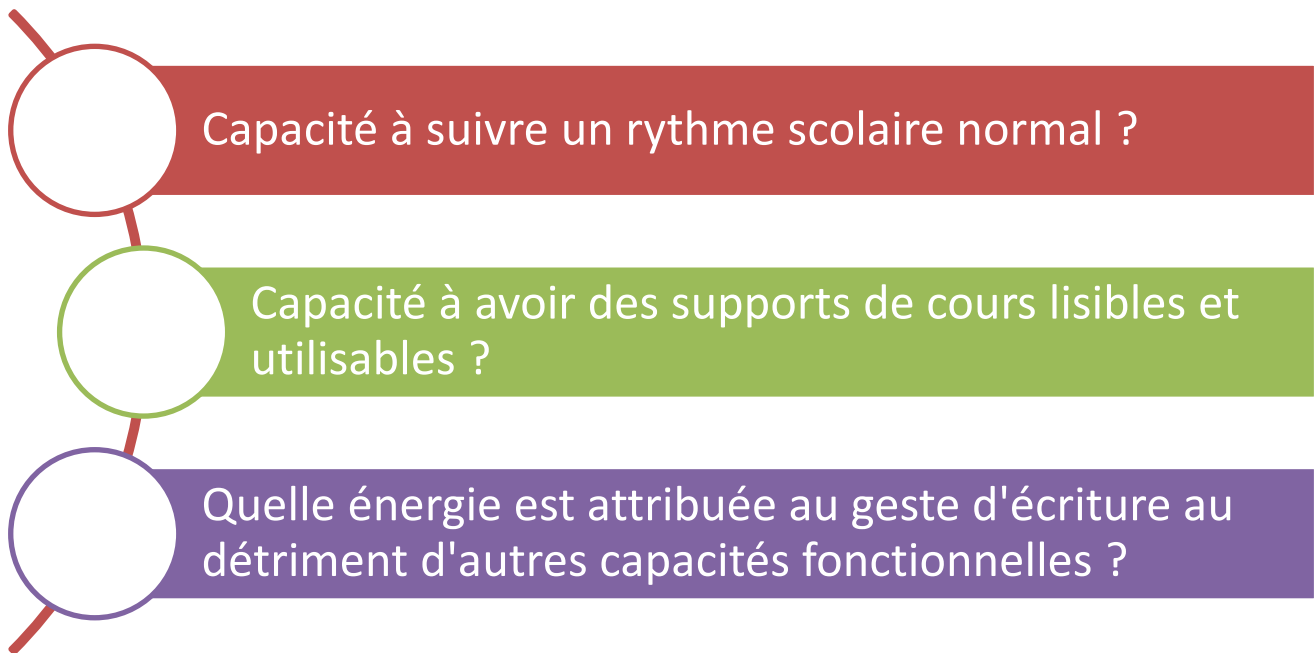 Capacité à suivre un rythme scolaire normal ?
Capacité à avoir des supports de cours lisibles et
utilisables ?
Quelle énergie est attribuée au geste d'écriture au
détriment d'autres capacités fonctionnelles ?